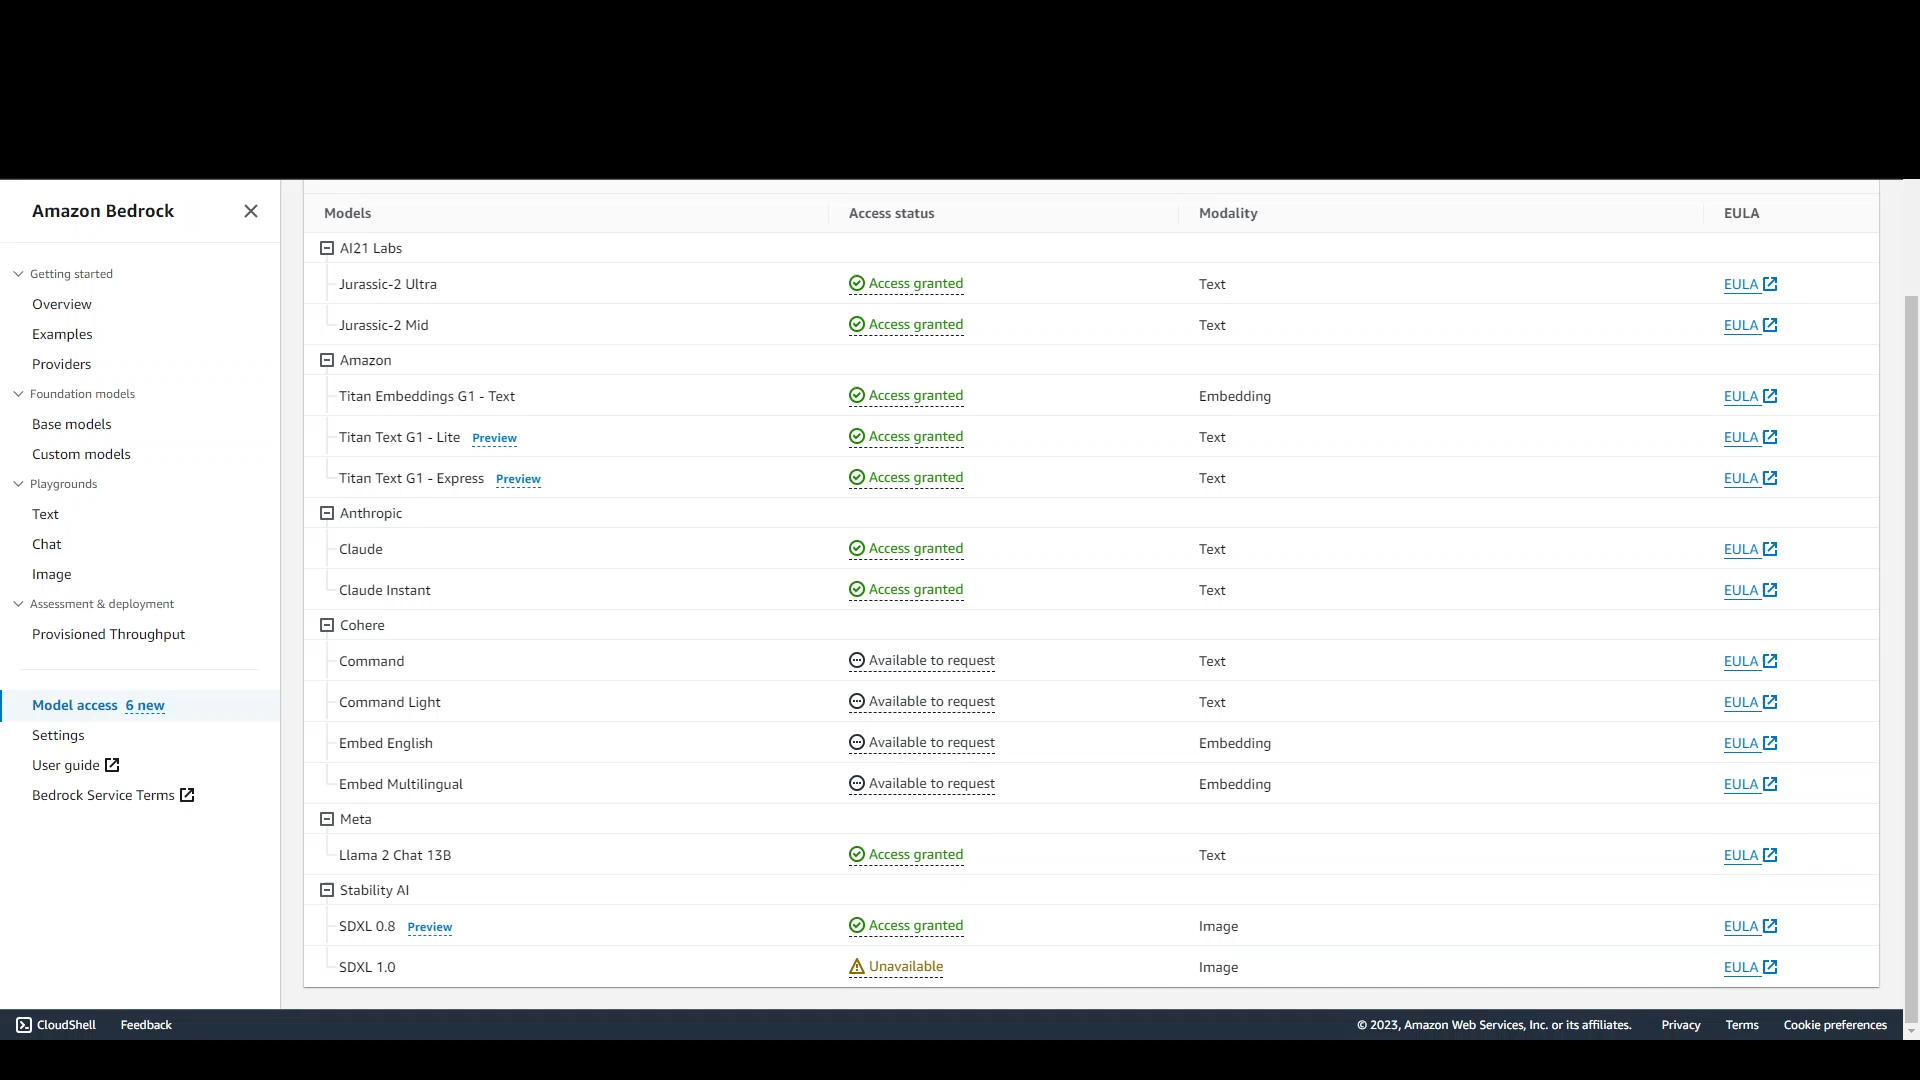 Amazon Bedrock
Getting started
Overview
Examples
Providers
Foundation models
Base models
Custom models
Playgrounds
Text
Chat
Image
Assessment & deployment
Provisioned Throughput
Model access 6 new
Settings
User guide
Bedrock Service Terms
Models Access status Modality EULA
AI21 Labs
Jurassic-2 Ultra Access granted Text EULA
Jurassic-2 Mid Access granted Text EULA
Amazon
Titan Embeddings G1 - Text Access granted Embedding EULA
Titan Text G1 - Lite Preview Access granted Text EULA
Titan Text G1 - Express Preview Access granted Text EULA
Anthropic
Claude Access granted Text EULA
Claude Instant Access granted Text EULA
Cohere
Command Available to request Text EULA
Command Light Available to request Text EULA
Embed English Available to request Embedding EULA
Embed Multilingual Available to request Embedding EULA
Meta
Llama 2 Chat 13B Access granted Text EULA
Stability AI
SDXL 0.8 Preview Access granted Image EULA
SDXL 1.0 Unavailable Image EULA
CloudShell Feedback © 2023, Amazon Web Services, Inc. or its affiliates. Privacy Terms Cookie preferences